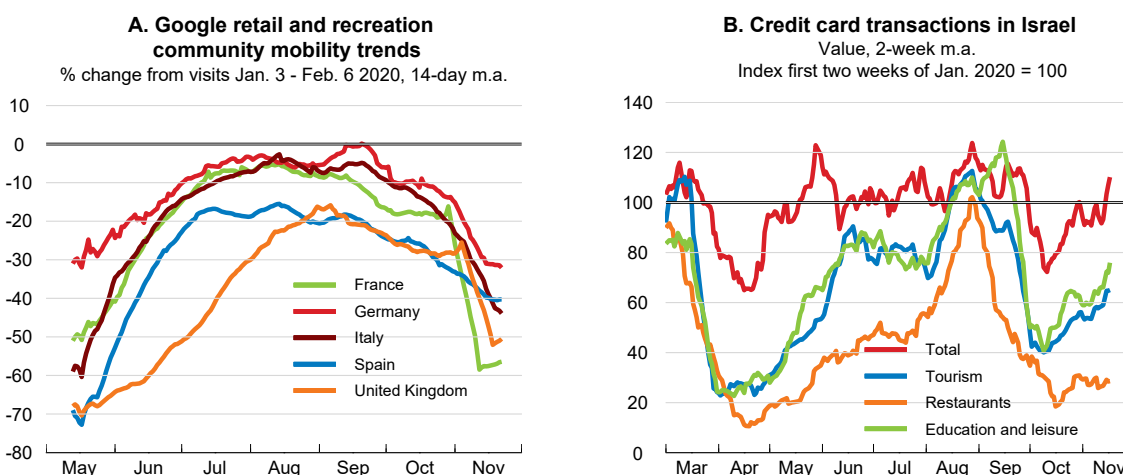 A. Google retail and recreation
community mobility trends
% change from visits Jan. 3 - Feb. 6 2020, 14-day m.a.
10
0
-10
-20
-30
-40
-50
-60
-70
-80
France
Germany
Italy
Spain
United Kingdom
May Jun Jul Aug Sep Oct Nov
B. Credit card transactions in Israel
Value, 2-week m.a.
Index first two weeks of Jan. 2020 = 100
140
120
100
80
60
40
20
0
Total
Tourism
Restaurants
Education and leisure
Mar Apr May Jun Jul Aug Sep Oct Nov